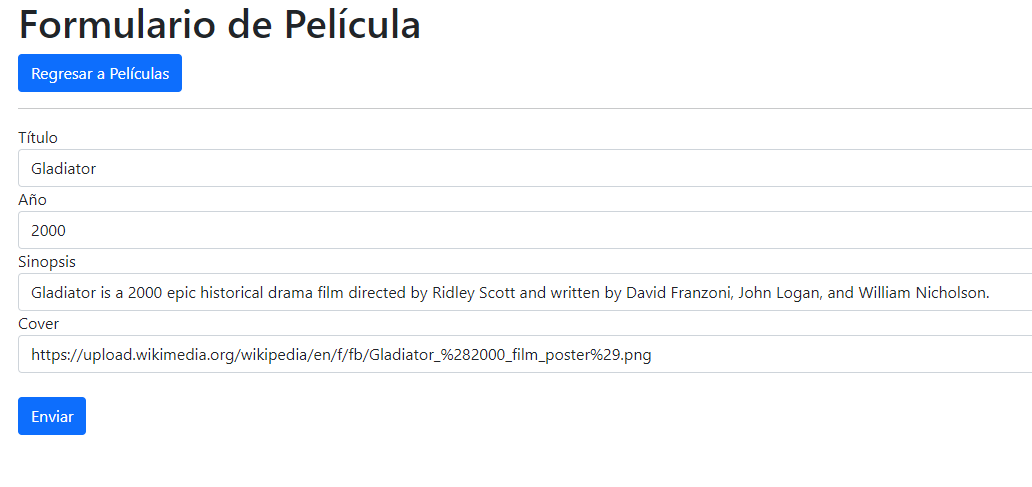 Formulario de Película
Regresar a Películas
Título
Gladiator
Año
2000
Sinopsis
Gladiator is a 2000 epic historical drama film directed by Ridley Scott and written by David Franzoni, John Logan, and William Nicholson.
Cover
https://upload.wikimedia.org/wikipedia/en/f/fb/Gladiator_%282000_film_poster%29.png
Enviar